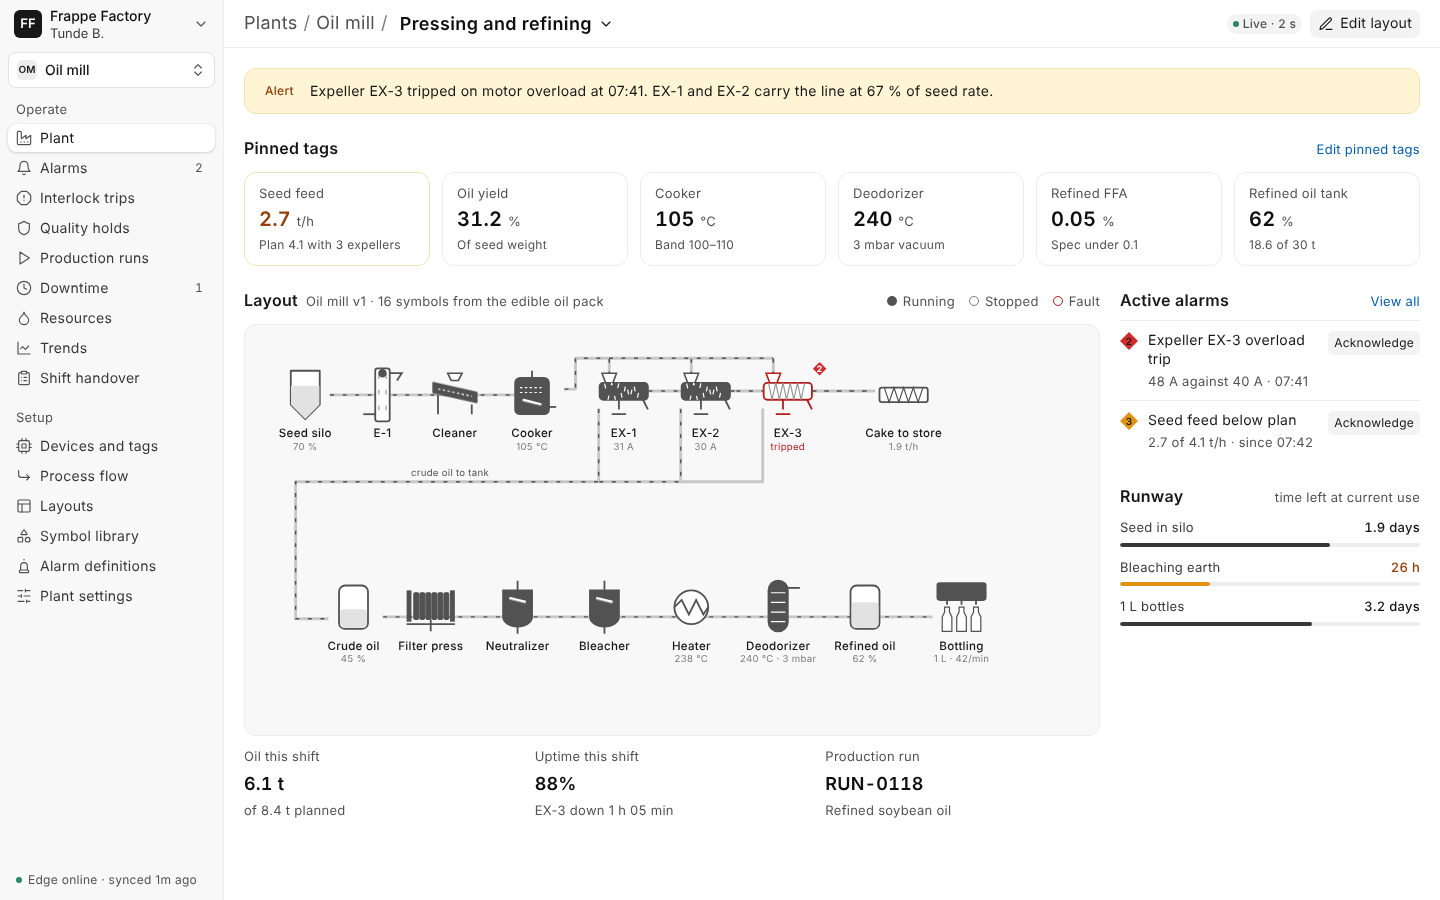 FF
Frappe Factory
Tunde B.
OM Oil mill
Operate
Plant
Alarms 2
Interlock trips
Quality holds
Production runs
Downtime 1
Resources
Trends
Shift handover
Setup
Devices and tags
Process flow
Layouts
Symbol library
Alarm definitions
Plant settings
Edge online · synced 1m ago
Plants / Oil mill / Pressing and refining
Live · 2 s
Edit layout
Alert Expeller EX-3 tripped on motor overload at 07:41. EX-1 and EX-2 carry the line at 67 % of seed rate.
Pinned tags
Edit pinned tags
Seed feed
2.7 t/h
Plan 4.1 with 3 expellers
Oil yield
31.2 %
Of seed weight
Cooker
105 °C
Band 100–110
Deodorizer
240 °C
3 mbar vacuum
Refined FFA
0.05 %
Spec under 0.1
Refined oil tank
62 %
18.6 of 30 t
Layout Oil mill v1 · 16 symbols from the edible oil pack
Running Stopped Fault
2
Seed silo
70 %
E-1
Cleaner
Cooker
105 °C
EX-1
31 A
EX-2
30 A
EX-3
tripped
Cake to store
1.9 t/h
crude oil to tank
Crude oil
45 %
Filter press
Neutralizer
Bleacher
Heater
238 °C
Deodorizer
240 °C · 3 mbar
Refined oil
62 %
Bottling
1 L · 42/min
Oil this shift
6.1 t
of 8.4 t planned
Uptime this shift
88%
EX-3 down 1 h 05 min
Production run
RUN-0118
Refined soybean oil
Active alarms
View all
2 Expeller EX-3 overload
trip
48 A against 40 A · 07:41
Acknowledge
3 Seed feed below plan
2.7 of 4.1 t/h · since 07:42
Acknowledge
Runway
time left at current use
Seed in silo 1.9 days
Bleaching earth 26 h
1 L bottles 3.2 days